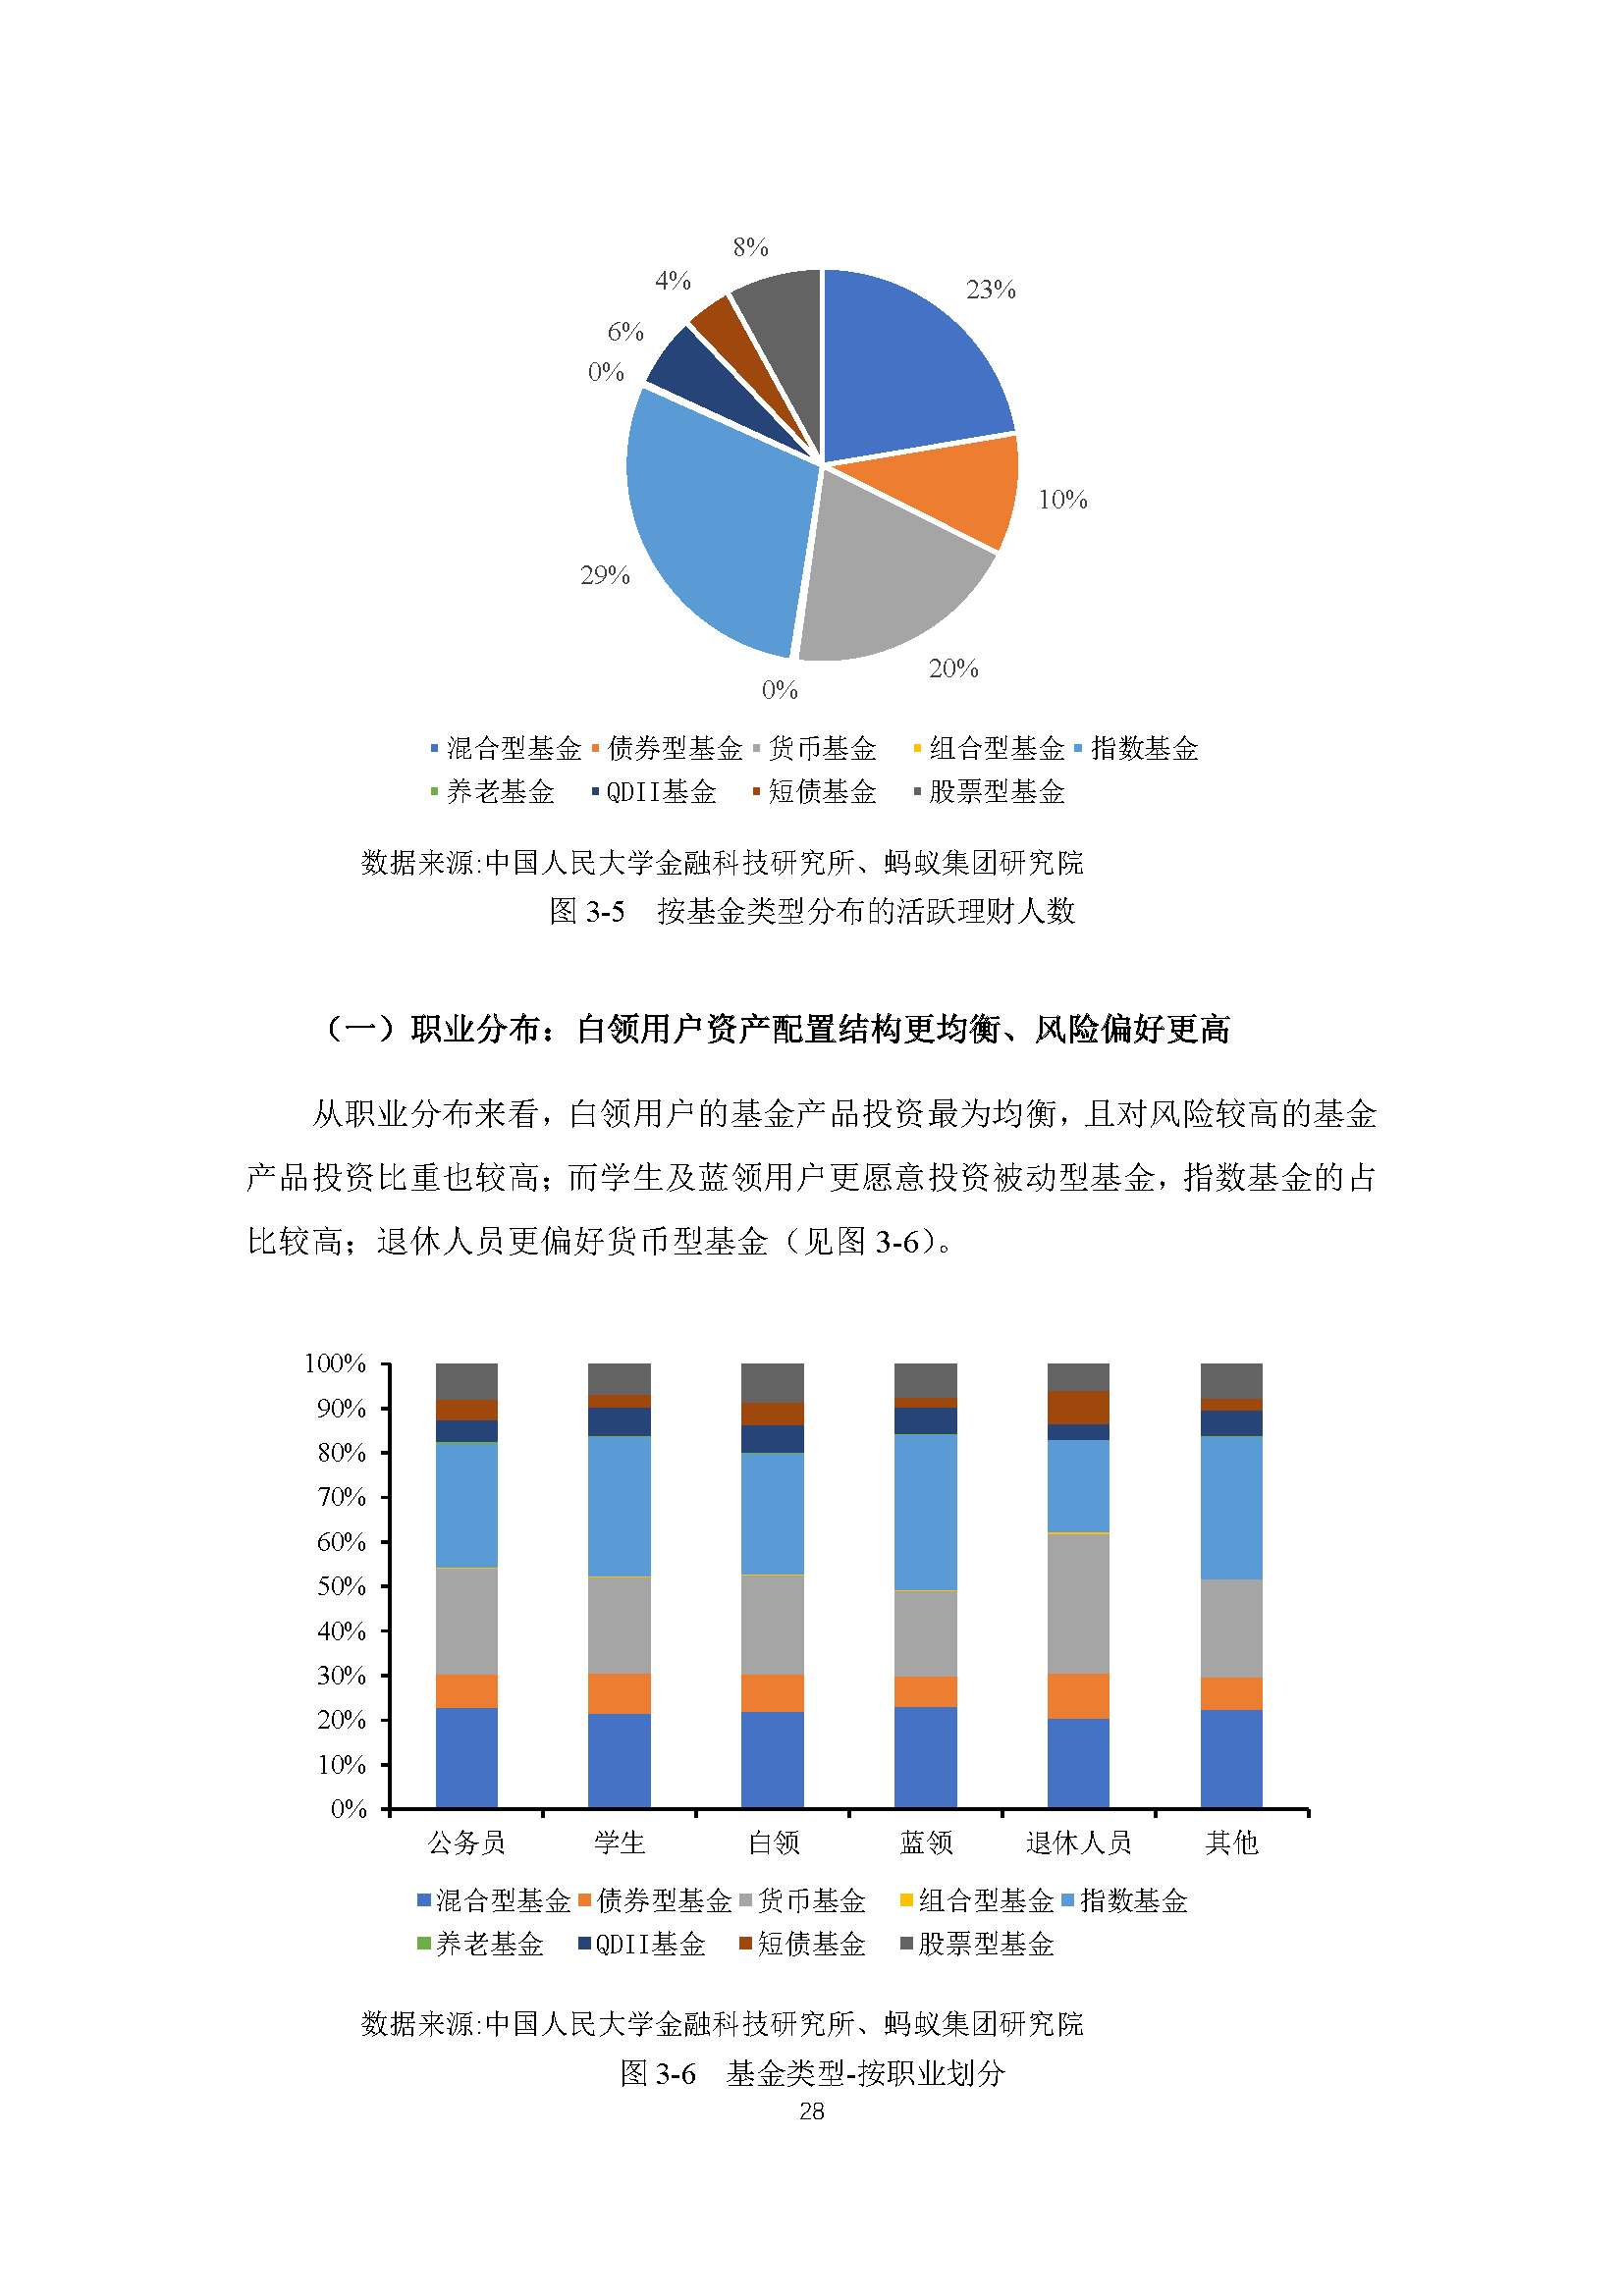 8%
23%
4%
6%
0%
10%
29%
20%
0%
混合型基金 债券型基金 货币基金 组合型基金 指数基金
养老基金 QDII基金 短债基金 股票型基金
数据来源:中国人民大学金融科技研究所、蚂蚁集团研究院
图 3-5 按基金类型分布的活跃理财人数
（一）职业分布：白领用户资产配置结构更均衡、风险偏好更高
从职业分布来看，白领用户的基金产品投资最为均衡，且对风险较高的基金
产品投资比重也较高；而学生及蓝领用户更愿意投资被动型基金，指数基金的占
比较高；退休人员更偏好货币型基金（见图 3-6）。
100%
90%
80%
70%
60%
50%
40%
30%
20%
10%
0%
公务员 学生 白领 蓝领 退休人员 其他
混合型基金 债券型基金 货币基金 组合型基金 指数基金
养老基金 QDII基金 短债基金 股票型基金
数据来源:中国人民大学金融科技研究所、蚂蚁集团研究院
图 3-6 基金类型-按职业划分
28